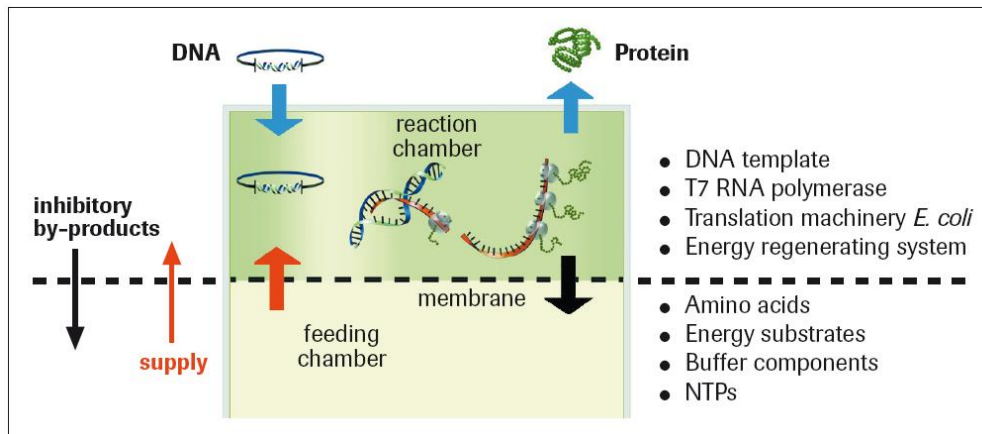 DNA
Protein
reaction
chamber
inhibitory
by-products
supply
membrane
feeding
chamber
● DNA template
● T7 RNA polymerase
● Translation machinery E. coli
● Energy regenerating system
● Amino acids
● Energy substrates
● Buffer components
● NTPs